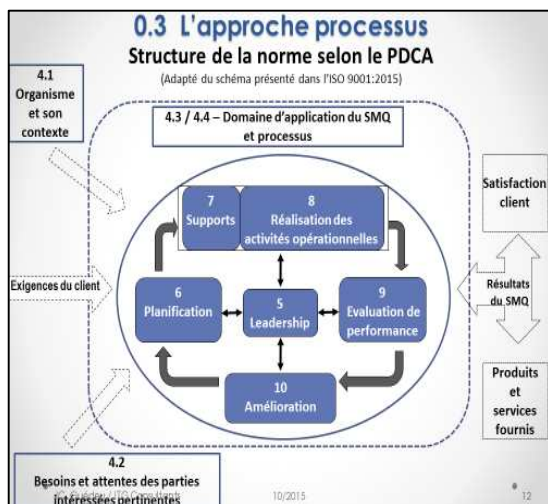 0.3 L'approche processus
Structure de la norme selon le PDCA
(Adapté du schéma présenté dans l'ISO 9001:2015)
4.1
Organisme
et son
contexte
4.3 / 4.4 – Domaine d'application du SMQ
et processus
7
Supports
8
Réalisation des
activités opérationnelles
Satisfaction
client
Exigences du client
6
Planification
5
Leadership
9
Evaluation de
performance
Résultats
du SMQ
10
Amélioration
Produits
et
services
fournis
4.2
Besoins et attentes des parties
intéressées pertinentes
10/2015
12